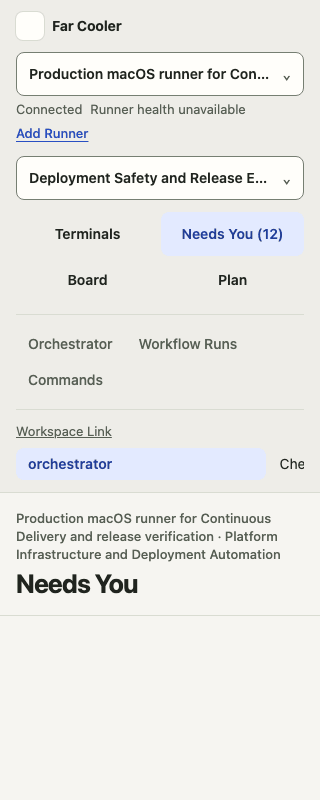 Far Cooler
Production macOS runner for Con...
Connected Runner health unavailable
Add Runner
Deployment Safety and Release E...
Terminals
Needs You (12)
Board
Plan
Orchestrator
Workflow Runs
Commands
Workspace Link
orchestrator
Che
Production macOS runner for Continuous
Delivery and release verification · Platform
Infrastructure and Deployment Automation
Needs You